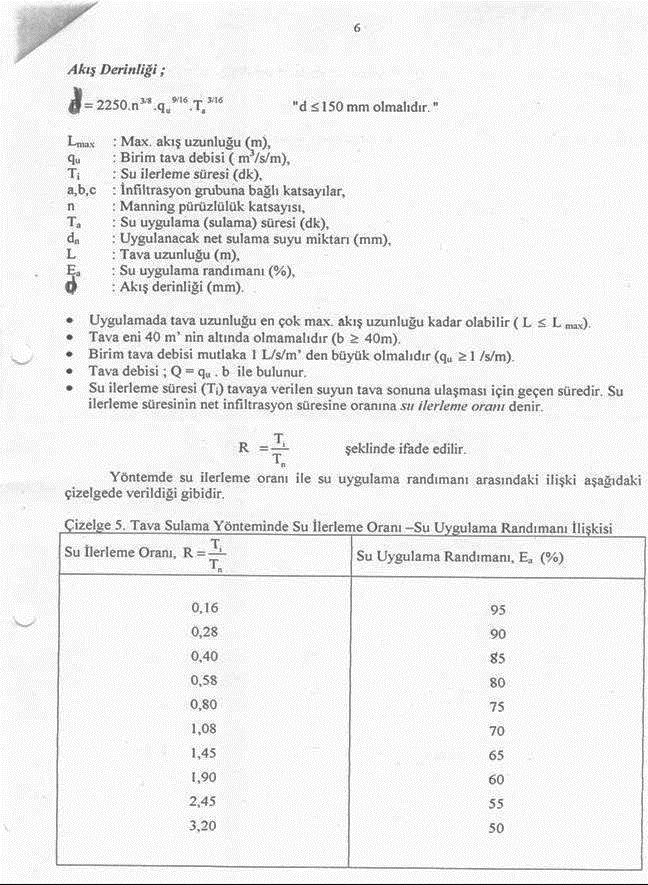 6
Akış Derinliği ;
d = 2250.n^3/8 .q_u^9/16 .T_a^3/16 "d ≤ 150 mm olmalıdır."
L_max : Max. akış uzunluğu (m),
q_u : Birim tava debisi ( m³/s/m),
T_i : Su ilerleme süresi (dk),
a,b,c : İnfiltrasyon grubuna bağlı katsayılar,
n : Manning pürüzlülük katsayısı,
T_a : Su uygulama (sulama) süresi (dk),
d_n : Uygulanacak net sulama suyu miktarı (mm),
L : Tava uzunluğu (m),
E_a : Su uygulama randımanı (%),
d : Akış derinliği (mm).
• Uygulamada tava uzunluğu en çok max. akış uzunluğu kadar olabilir ( L ≤ L max).
• Tava eni 40 m' nin altında olmamalıdır (b ≥ 40m).
• Birim tava debisi mutlaka 1 L/s/m' den büyük olmalıdır (q_u ≥ 1 /s/m).
• Tava debisi ; Q = q_u . b ile bulunur.
• Su ilerleme süresi (T_i) tavaya verilen suyun tava sonuna ulaşması için geçen süredir. Su
ilerleme süresinin net infiltrasyon süresine oranına su ilerleme oranı denir.
R = T_i / T_n şeklinde ifade edilir.
Yöntemde su ilerleme oranı ile su uygulama randımanı arasındaki ilişki aşağıdaki
çizelgede verildiği gibidir.
Çizelge 5. Tava Sulama Yönteminde Su İlerleme Oranı –Su Uygulama Randımanı İlişkisi
Su İlerleme Oranı, R = T_i / T_n Su Uygulama Randımanı, E_a (%)
0,16 95
0,28 90
0,40 85
0,58 80
0,80 75
1,08 70
1,45 65
1,90 60
2,45 55
3,20 50